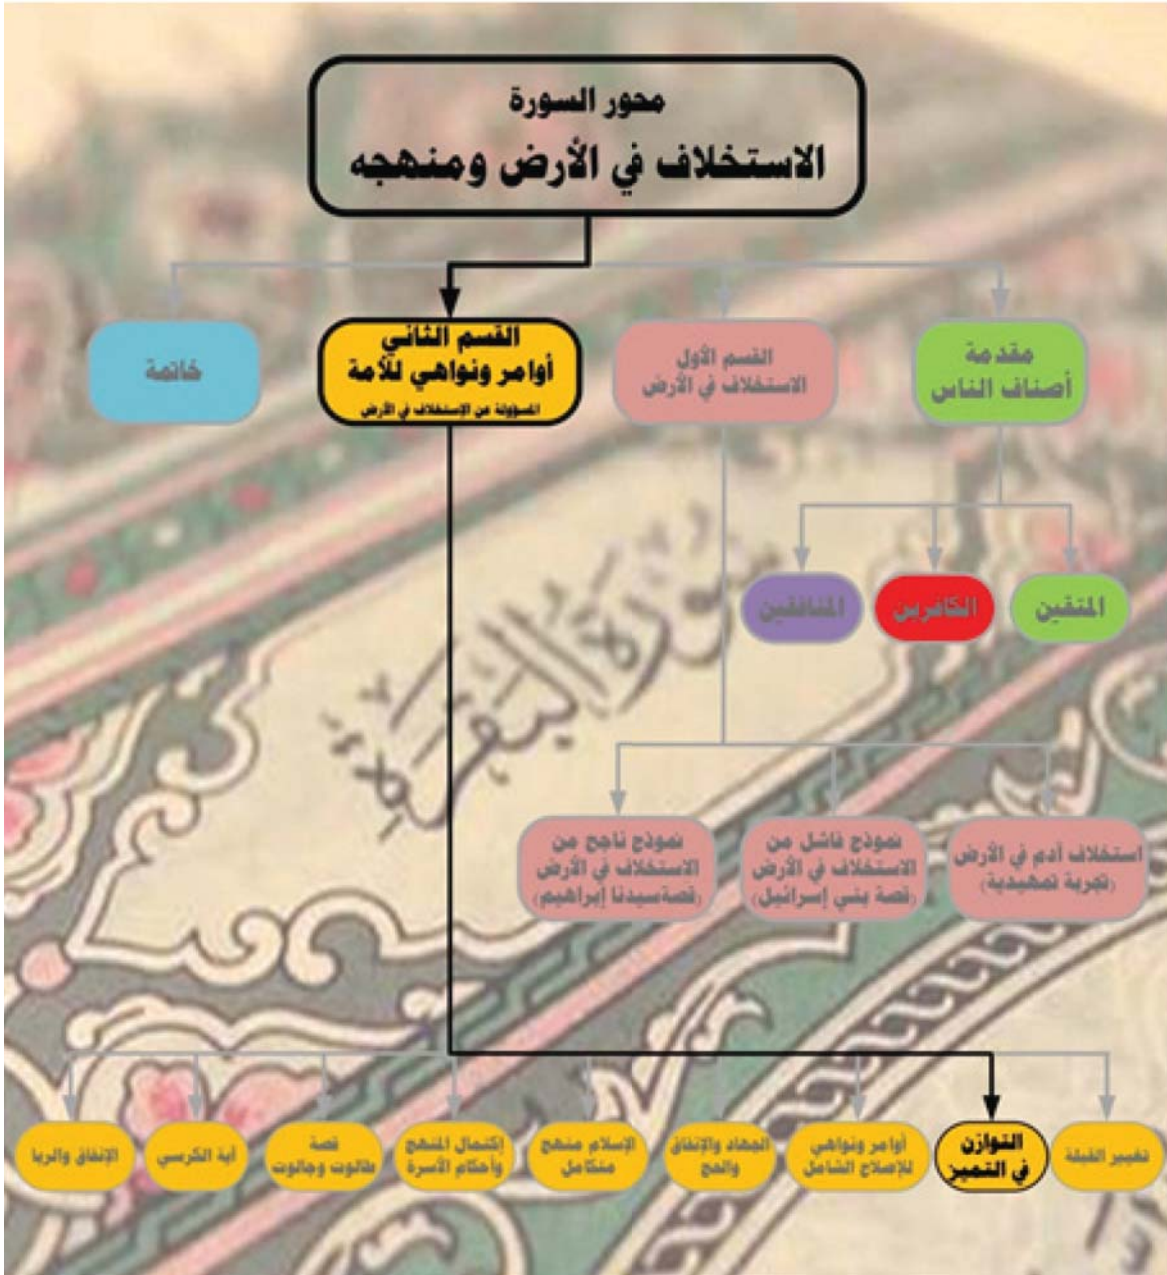 محور السورة
الاستخلاف في الأرض ومنهجه
مقدمة
أصناف الناس
القسم الأول
الاستخلاف في الأرض
القسم الثاني
أوامر ونواهي للأمة
المسؤولة عن الإستخلاف في الأرض
خاتمة
المتقين
الكافرين
المنافقين
سورة البقرة
استخلاف آدم في الأرض
(تجربة تمهيدية)
نموذج فاشل من
الاستخلاف في الأرض
(قصة بني إسرائيل)
نموذج ناجح من
الاستخلاف في الأرض
(قصة سيدنا إبراهيم)
تغيير القبلة
التوازن
في التميز
أوامر ونواهي
للإصلاح الشامل
الجهاد والإنفاق
والحج
الإسلام منهج
متكامل
إكتمال المنهج
وأحكام الأسرة
قصة
طالوت وجالوت
آية الكرسي
الإنفاق والربا